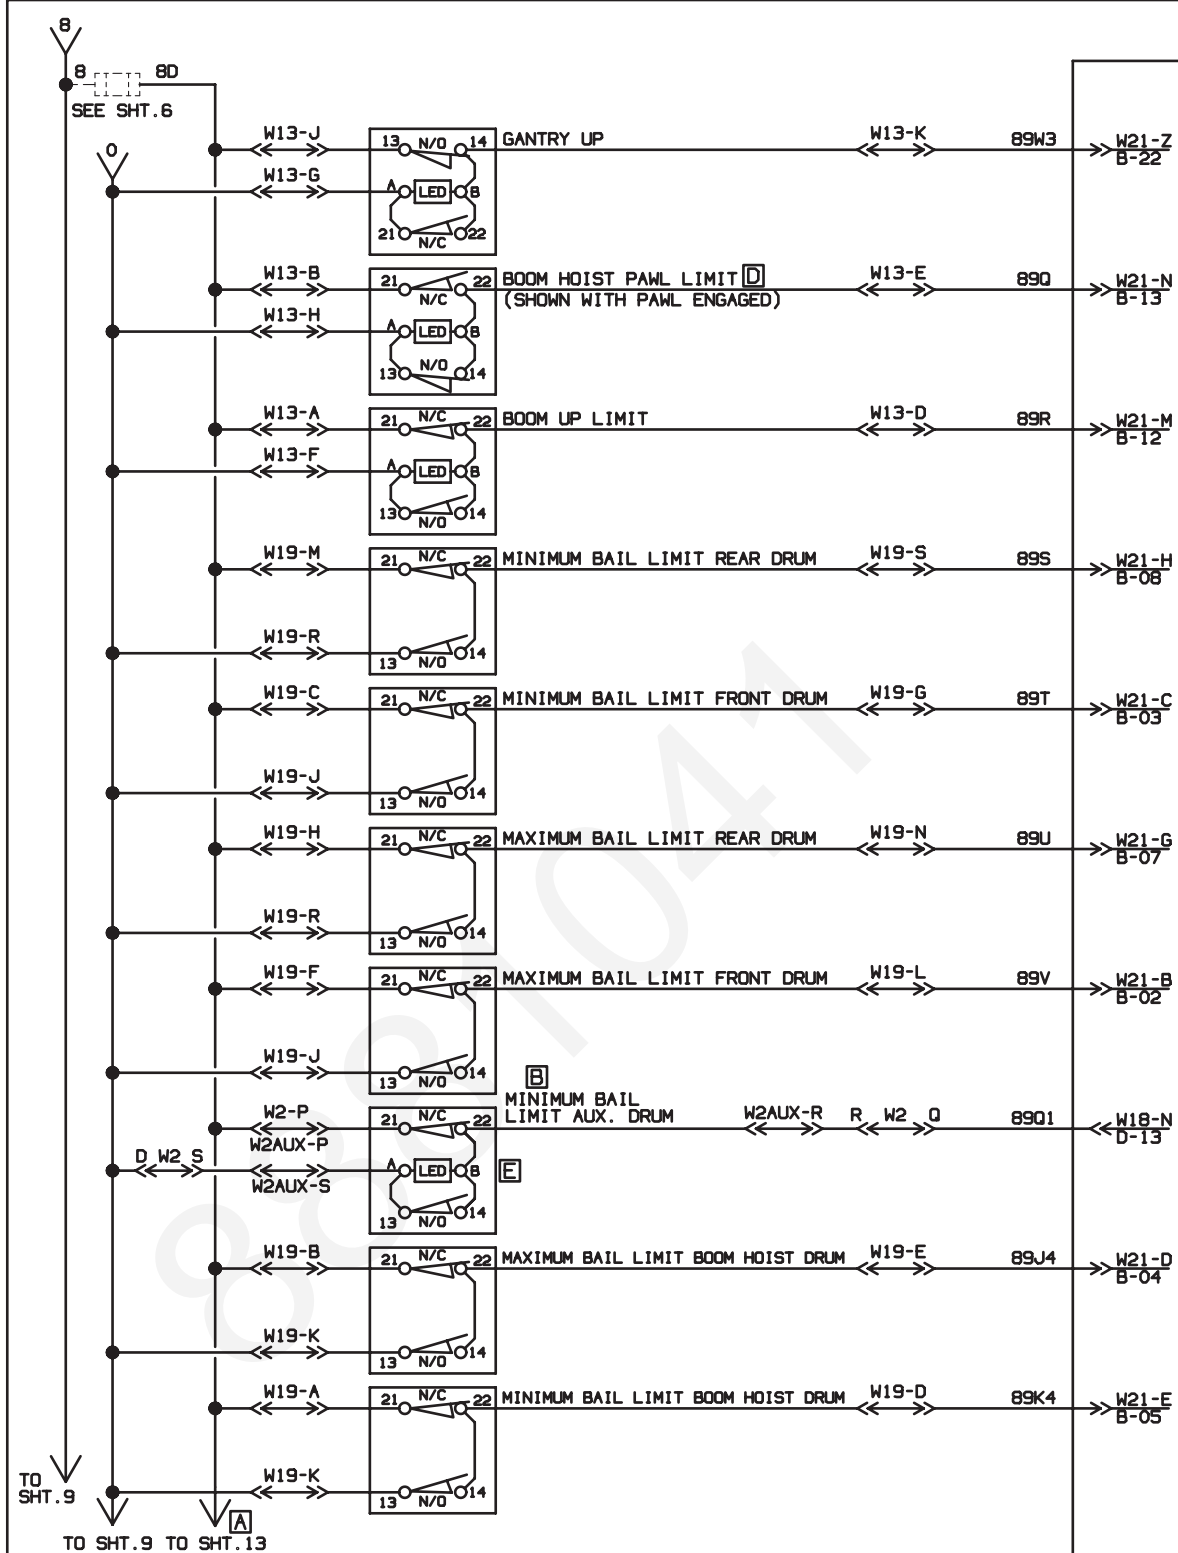 8
8 8D
SEE SHT.6
0
W13-J 13 N/O 14 GANTRY UP W13-K 89W3 W21-Z
B-22
W13-G A LED B
21 N/C 22
W13-B 21 N/C 22 BOOM HOIST PAWL LIMIT D W13-E 89Q W21-N
(SHOWN WITH PAWL ENGAGED) B-13
W13-H A LED B
13 N/O 14
W13-A 21 N/C 22 BOOM UP LIMIT W13-D 89R W21-M
B-12
W13-F A LED B
13 N/O 14
W19-M 21 N/C 22 MINIMUM BAIL LIMIT REAR DRUM W19-S 89S W21-H
B-08
W19-R
13 N/O 14
W19-C 21 N/C 22 MINIMUM BAIL LIMIT FRONT DRUM W19-G 89T W21-C
B-03
W19-J
13 N/O 14
W19-H 21 N/C 22 MAXIMUM BAIL LIMIT REAR DRUM W19-N 89U W21-G
B-07
W19-R
13 N/O 14
W19-F 21 N/C 22 MAXIMUM BAIL LIMIT FRONT DRUM W19-L 89V W21-B
B-02
W19-J
13 N/O 14
B
MINIMUM BAIL
W2-P 21 N/C 22 LIMIT AUX. DRUM W2AUX-R R W2 Q 89Q1 W18-N
D-13
W2AUX-P
D W2 S A LED B E
W2AUX-S
13 N/O 14
W19-B 21 N/C 22 MAXIMUM BAIL LIMIT BOOM HOIST DRUM W19-E 89J4 W21-D
B-04
W19-K
13 N/O 14
W19-A 21 N/C 22 MINIMUM BAIL LIMIT BOOM HOIST DRUM W19-D 89K4 W21-E
B-05
W19-K
13 N/O 14
TO
SHT.9
A
TO SHT.9 TO SHT.13
8881041